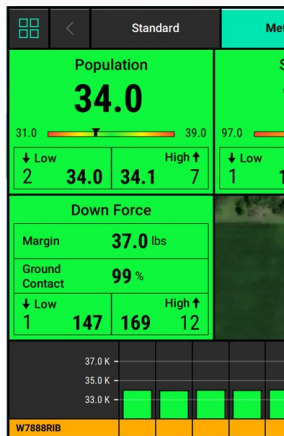 Standard
Met
Population
34.0
31.0 39.0 97.0
↓ Low High ↑ ↓ Low
2 34.0 34.1 7 1
Down Force
Margin 37.0 lbs
Ground
Contact 99 %
↓ Low High ↑
1 147 169 12
37.0 K
35.0 K
33.0 K
W7888RIB